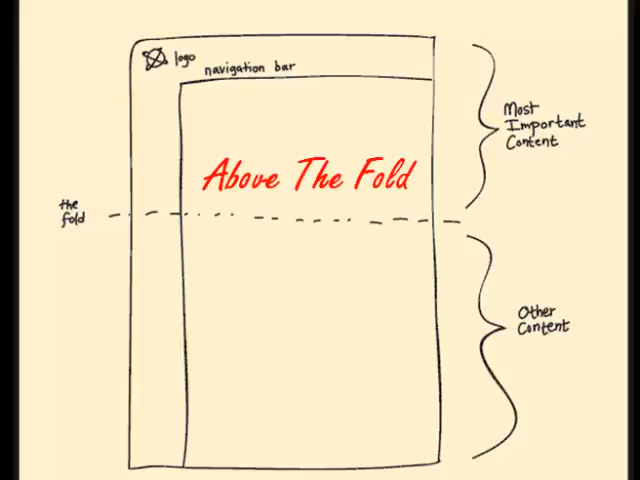 logo
navigation bar
Most
Important
Content
Above The Fold
the
fold
Other
Content